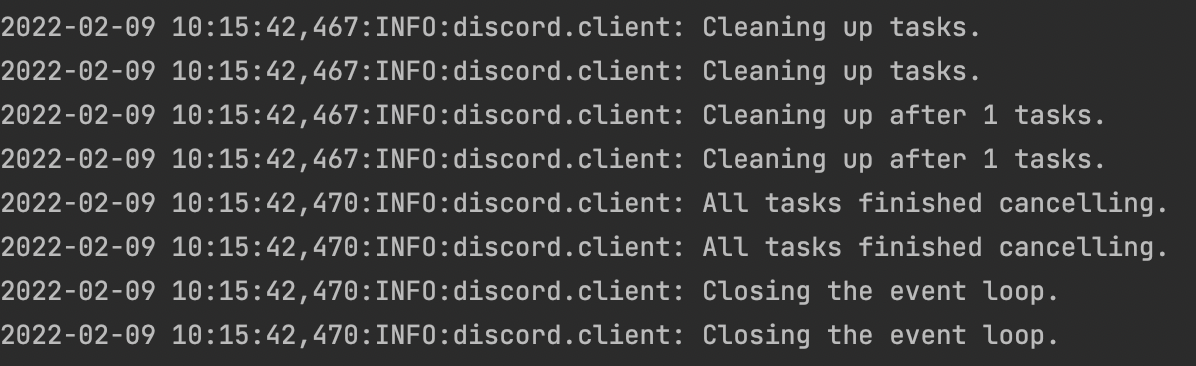 2022-02-09 10:15:42,467:INFO:discord.client: Cleaning up tasks.
2022-02-09 10:15:42,467:INFO:discord.client: Cleaning up tasks.
2022-02-09 10:15:42,467:INFO:discord.client: Cleaning up after 1 tasks.
2022-02-09 10:15:42,467:INFO:discord.client: Cleaning up after 1 tasks.
2022-02-09 10:15:42,470:INFO:discord.client: All tasks finished cancelling.
2022-02-09 10:15:42,470:INFO:discord.client: All tasks finished cancelling.
2022-02-09 10:15:42,470:INFO:discord.client: Closing the event loop.
2022-02-09 10:15:42,470:INFO:discord.client: Closing the event loop.